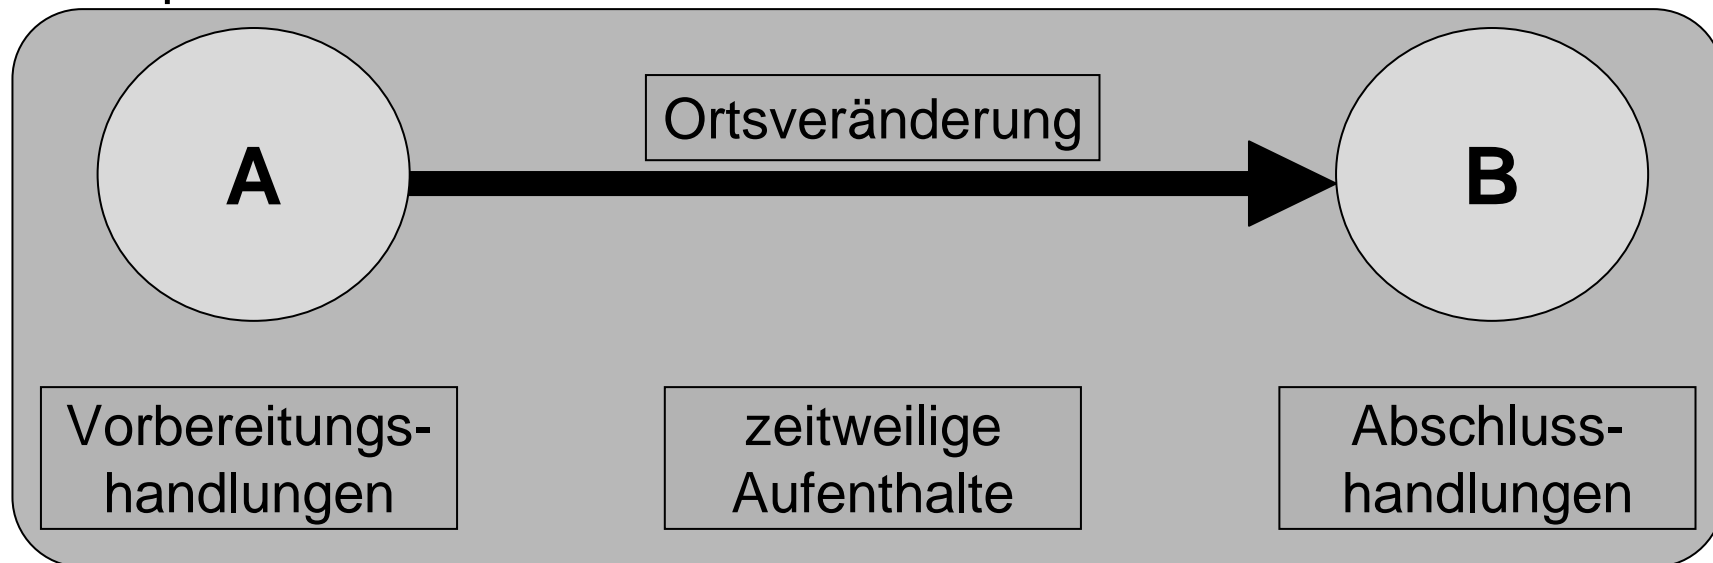 Ortsveränderung
A
B
Vorbereitungs-
handlungen
zeitweilige
Aufenthalte
Abschluss-
handlungen